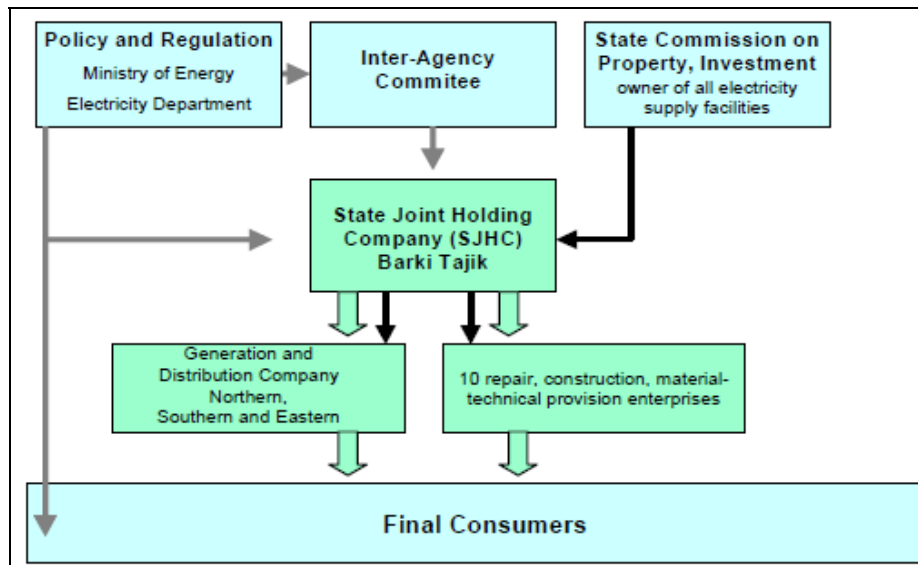 Policy and Regulation
Ministry of Energy
Electricity Department
Inter-Agency
Commitee
State Commission on
Property, Investment
owner of all electricity
supply facilities
State Joint Holding
Company (SJHC)
Barki Tajik
Generation and
Distribution Company
Northern,
Southern and Eastern
10 repair, construction, material-
technical provision enterprises
Final Consumers